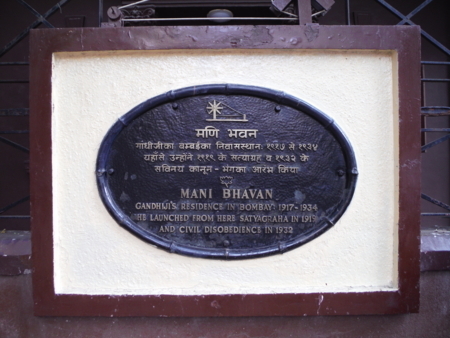 मणि भवन
गांधीजीका बम्बईका निवासस्थान: १९१७ से १९३४
यहाँसे उन्होंने १९१९ के सत्याग्रह व १९३२ के
सविनय कानून - भंगका आरंभ किया
MANI BHAVAN
GANDHIJI'S RESIDENCE IN BOMBAY: 1917-1934
HE LAUNCHED FROM HERE SATYAGRAHA IN 1919
AND CIVIL DISOBEDIENCE IN 1932